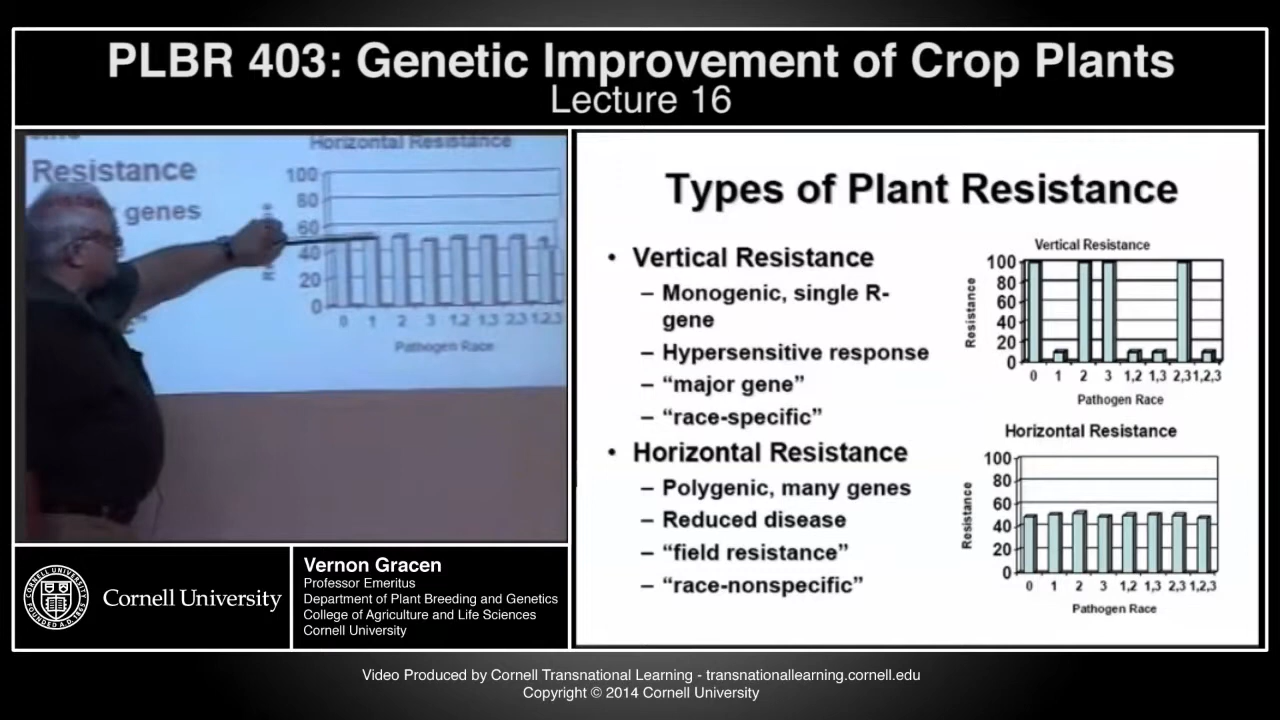 PLBR 403: Genetic Improvement of Crop Plants
Lecture 16
Resistance
genes
Horizontal Resistance
100
80
60
40
20
0
0 1 2 3 1,2 1,3 2,3 1,2,3
Pathogen Race
Types of Plant Resistance
• Vertical Resistance
– Monogenic, single R-
gene
– Hypersensitive response
– “major gene”
– “race-specific”
• Horizontal Resistance
– Polygenic, many genes
– Reduced disease
– “field resistance”
– “race-nonspecific”
Vertical Resistance
Resistance
100
80
60
40
20
0
0 1 2 3 1,2 1,3 2,3 1,2,3
Pathogen Race
Horizontal Resistance
Resistance
100
80
60
40
20
0
0 1 2 3 1,2 1,3 2,3 1,2,3
Pathogen Race
Cornell University
Vernon Gracen
Professor Emeritus
Department of Plant Breeding and Genetics
College of Agriculture and Life Sciences
Cornell University
Video Produced by Cornell Transnational Learning - transnationallearning.cornell.edu
Copyright © 2014 Cornell University